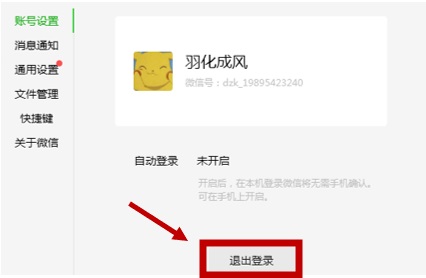 账号设置
消息通知
通用设置
文件管理
快捷键
关于微信
羽化成风
微信号：dzk_19895423240
自动登录 未开启
开启后，在本机登录微信将无需手机确认。
可在手机上开启。
退出登录